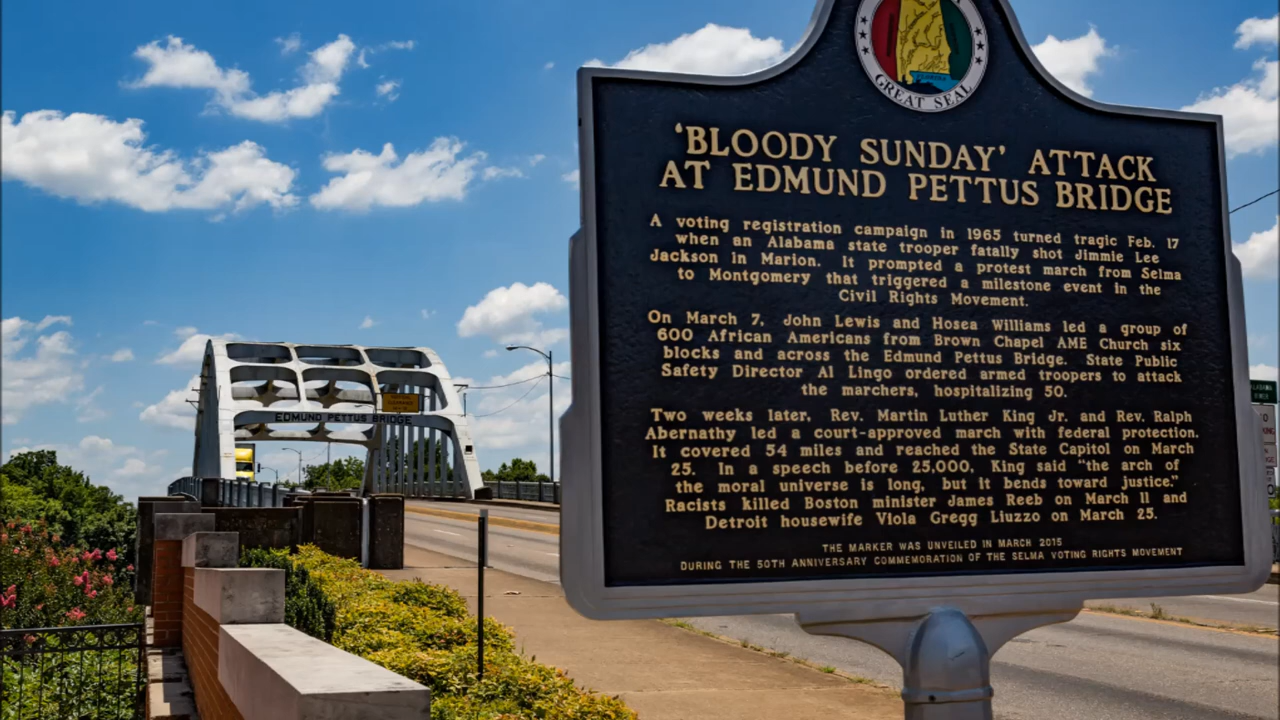 GREAT SEAL
'BLOODY SUNDAY' ATTACK
AT EDMUND PETTUS BRIDGE
A voting registration campaign in 1965 turned tragic Feb. 17
when an Alabama state trooper fatally shot Jimmie Lee
Jackson in Marion. It prompted a protest march from Selma
to Montgomery that triggered a milestone event in the
Civil Rights Movement.
On March 7, John Lewis and Hosea Williams led a group of
600 African Americans from Brown Chapel AME Church six
blocks and across the Edmund Pettus Bridge. State Public
Safety Director Al Lingo ordered armed troopers to attack
the marchers, hospitalizing 50.
Two weeks later, Rev. Martin Luther King Jr. and Rev. Ralph
Abernathy led a court-approved march with federal protection.
It covered 54 miles and reached the State Capitol on March
25. In a speech before 25,000, King said "the arc of
the moral universe is long, but it bends toward justice."
Racists killed Boston minister James Reeb on March 11 and
Detroit housewife Viola Gregg Liuzzo on March 25.
THE MARKER WAS UNVEILED IN MARCH 2015
DURING THE 50TH ANNIVERSARY COMMEMORATION OF THE SELMA VOTING RIGHTS MOVEMENT
EDMUND PETTUS BRIDGE